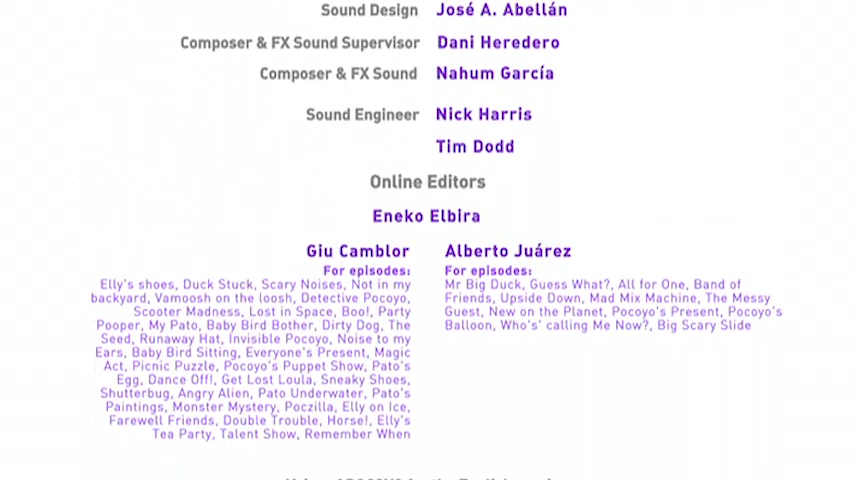 Sound Design José A. Abellán
Composer & FX Sound Supervisor Dani Heredero
Composer & FX Sound Nahum García
Sound Engineer Nick Harris
Tim Dodd
Online Editors
Eneko Elbira
Giu Camblor
For episodes:
Elly's shoes, Duck Stuck, Scary Noises, Not in my
backyard, Vamoosh on the loosh, Detective Pocoyo,
Scooter Madness, Lost in Space, Boo!, Party
Pooper, My Pato, Baby Bird Bother, Dirty Dog, The
Seed, Runaway Hat, Invisible Pocoyo, Noise to my
Ears, Baby Bird Sitting, Everyone's Present, Magic
Act, Picnic Puzzle, Pocoyo's Puppet Show, Pato's
Egg, Dance Off!, Get Lost Loula, Sneaky Shoes,
Shutterbug, Angry Alien, Pato Underwater, Pato's
Paintings, Monster Mystery, Poczilla, Elly on Ice,
Farewell Friends, Double Trouble, Horse!, Elly's
Tea Party, Talent Show, Remember When
Alberto Juárez
For episodes:
Mr Big Duck, Guess What?, All for One, Band of
Friends, Upside Down, Mad Mix Machine, The Messy
Guest, New on the Planet, Pocoyo's Present, Pocoyo's
Balloon, Who's' calling Me Now?, Big Scary Slide